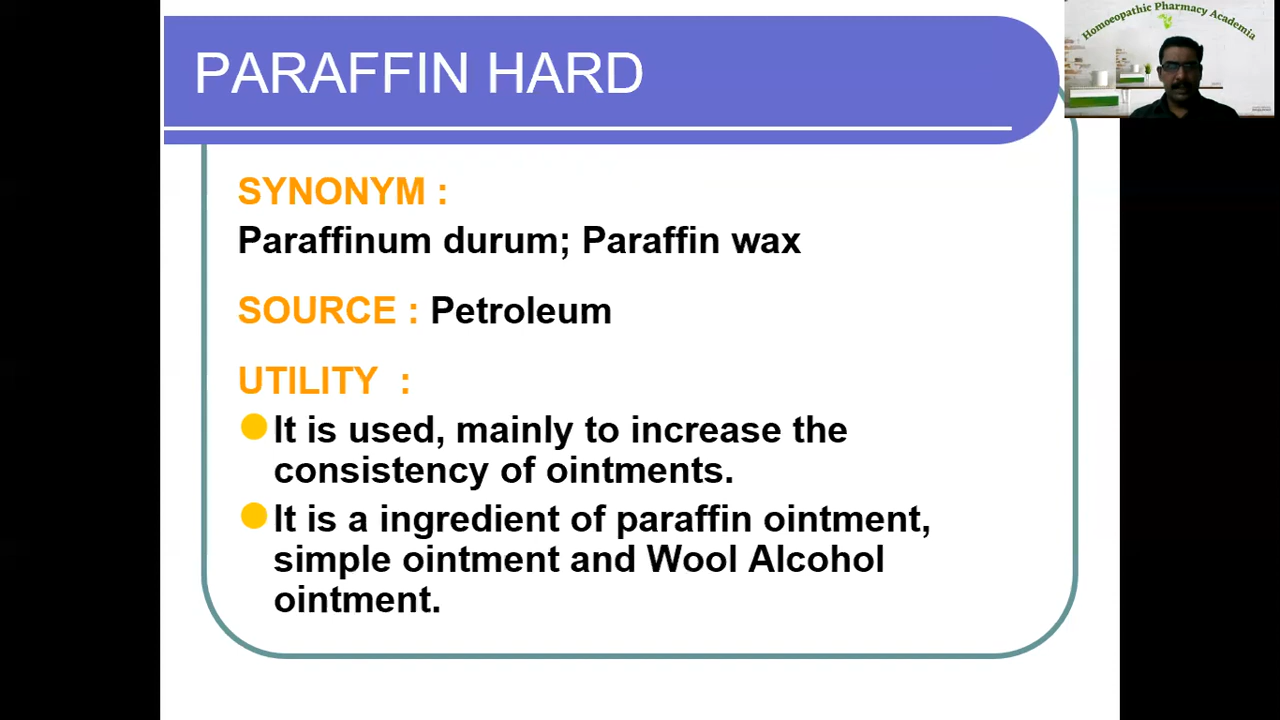 PARAFFIN HARD
Homoeopathic Pharmacy Academia
SYNONYM :
Paraffinum durum; Paraffin wax
SOURCE : Petroleum
UTILITY :
It is used, mainly to increase the
consistency of ointments.
It is a ingredient of paraffin ointment,
simple ointment and Wool Alcohol
ointment.